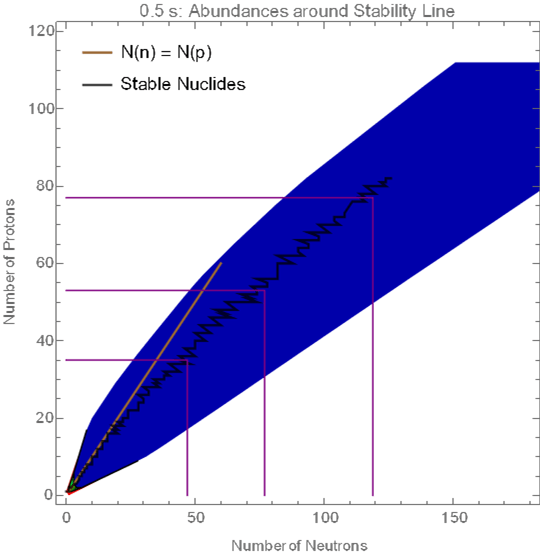 0.5 s: Abundances around Stability Line
N(n) = N(p)
Stable Nuclides
120
100
80
60
40
20
0
Number of Protons
0 50 100 150
Number of Neutrons